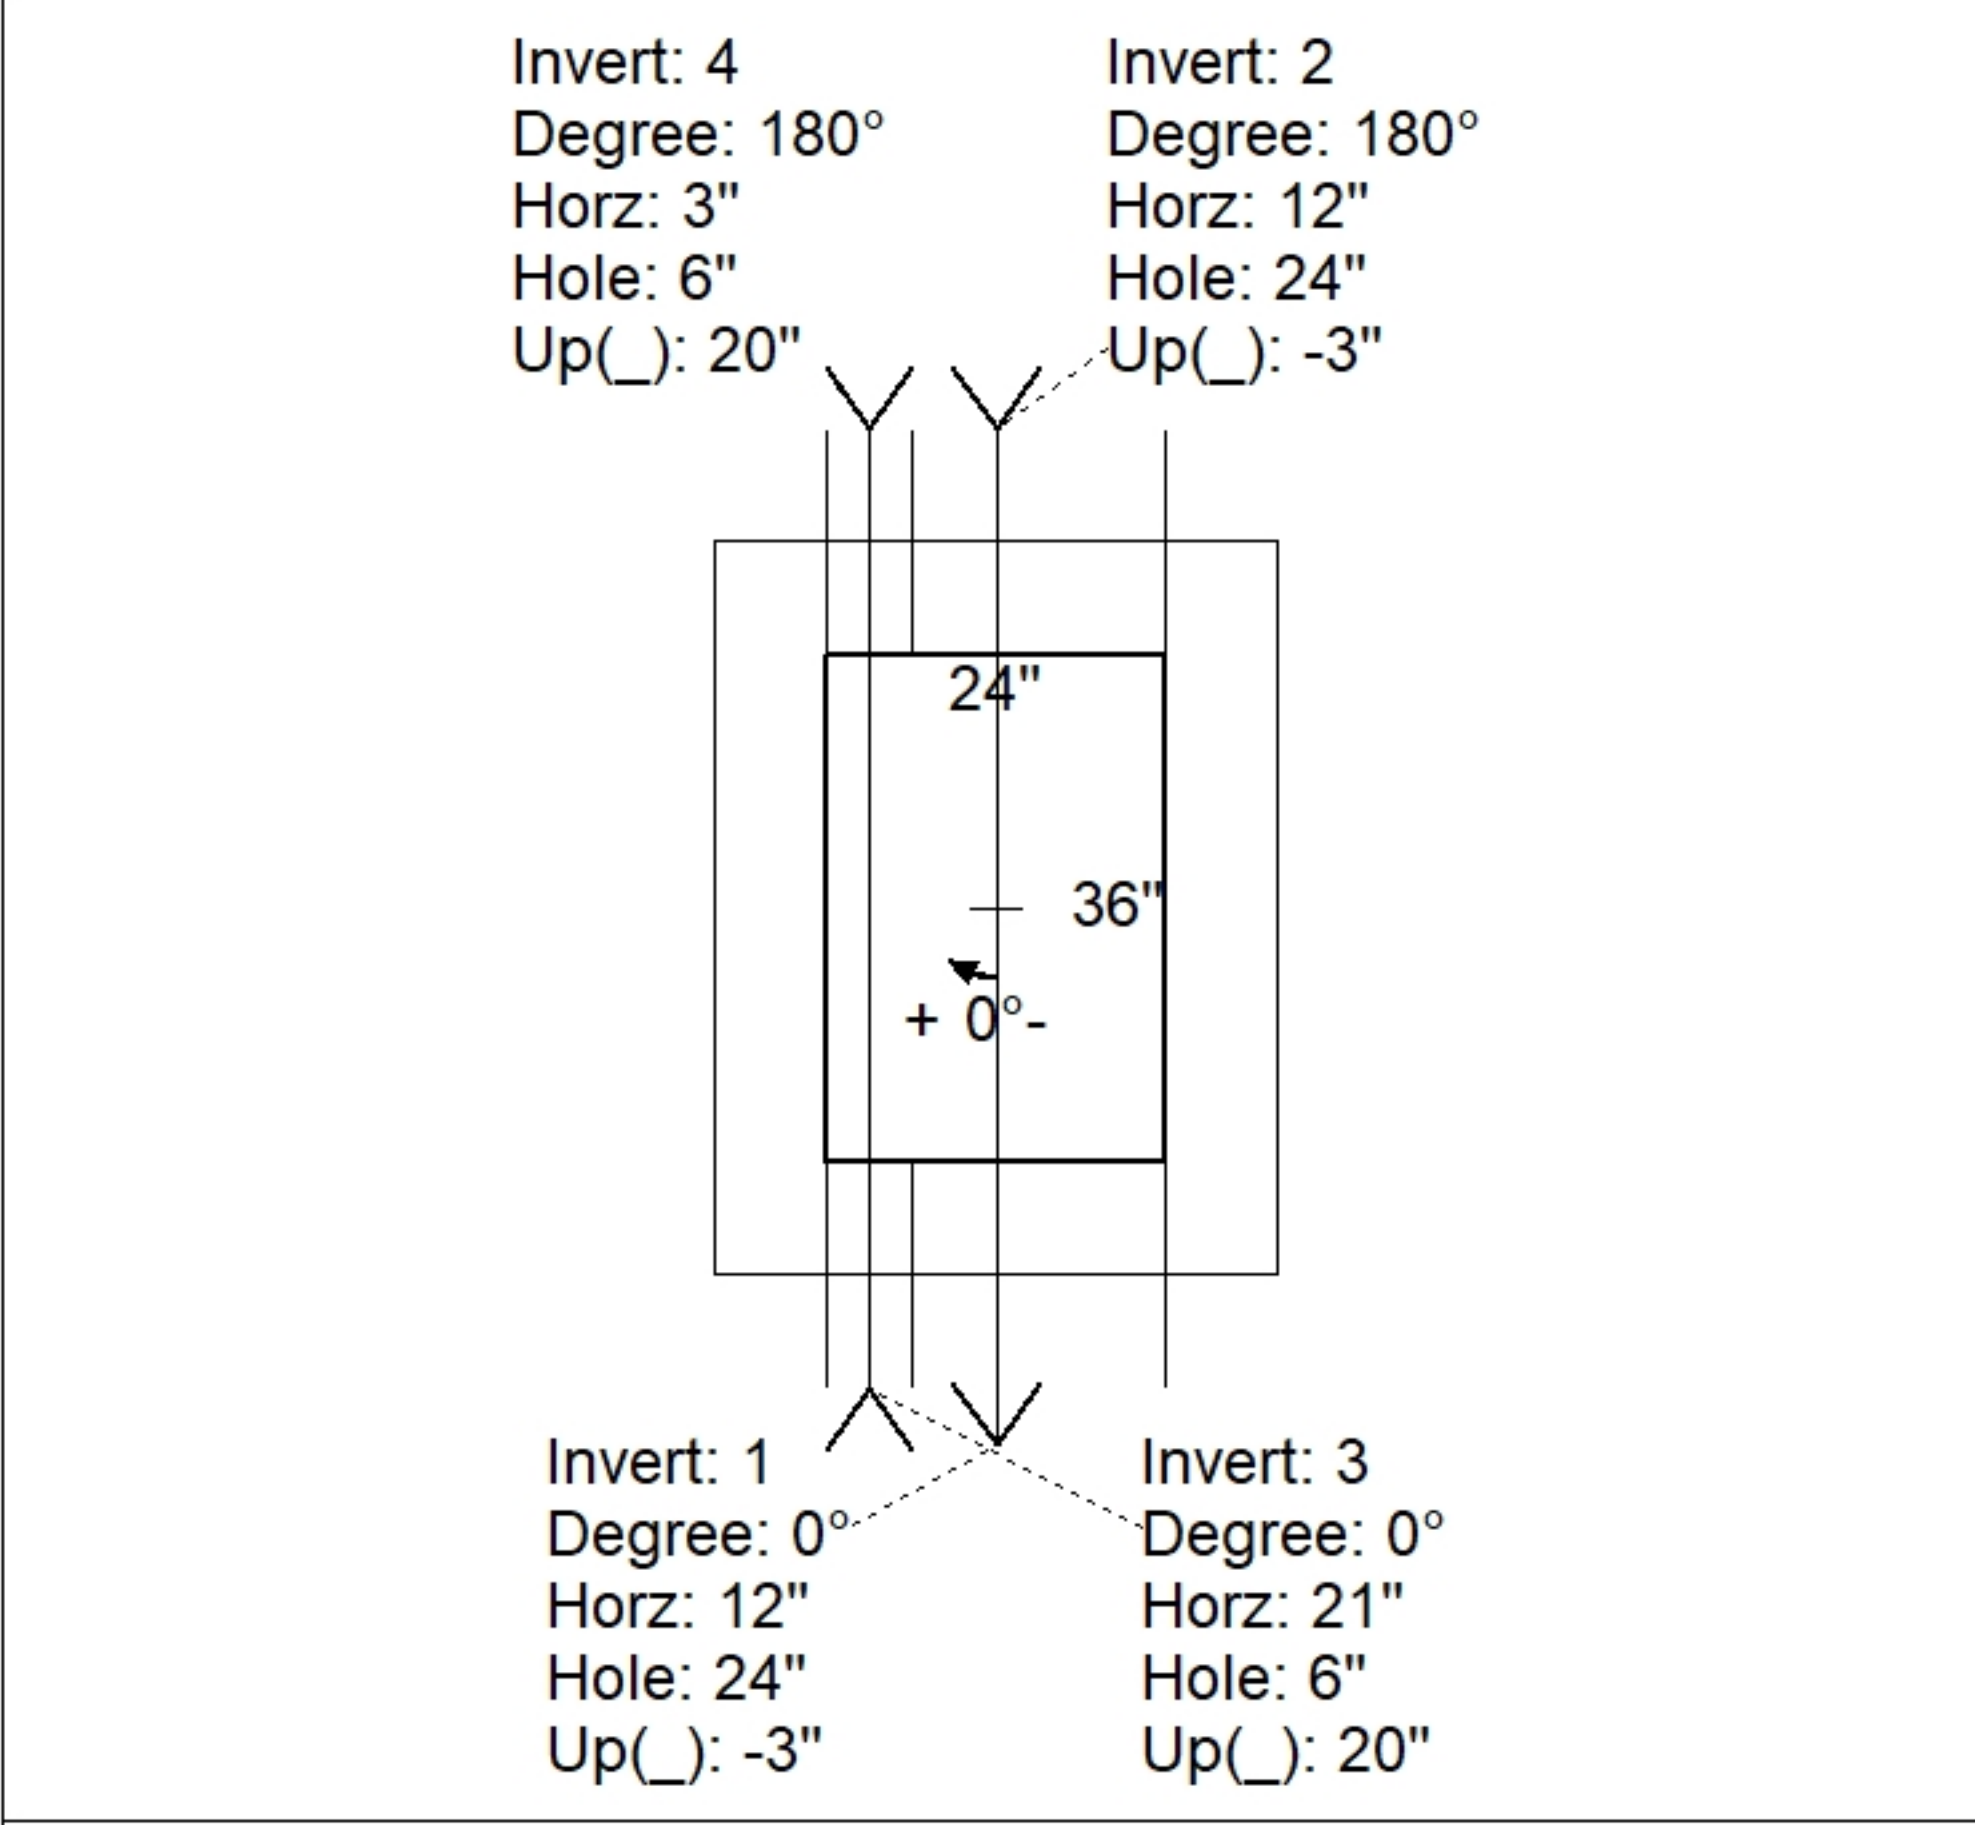 Invert: 4
Degree: 180°
Horz: 3"
Hole: 6"
Up(_): 20"
Invert: 2
Degree: 180°
Horz: 12"
Hole: 24"
Up(_): -3"
24"
36"
+ 0°-
Invert: 1
Degree: 0°
Horz: 12"
Hole: 24"
Up(_): -3"
Invert: 3
Degree: 0°
Horz: 21"
Hole: 6"
Up(_): 20"